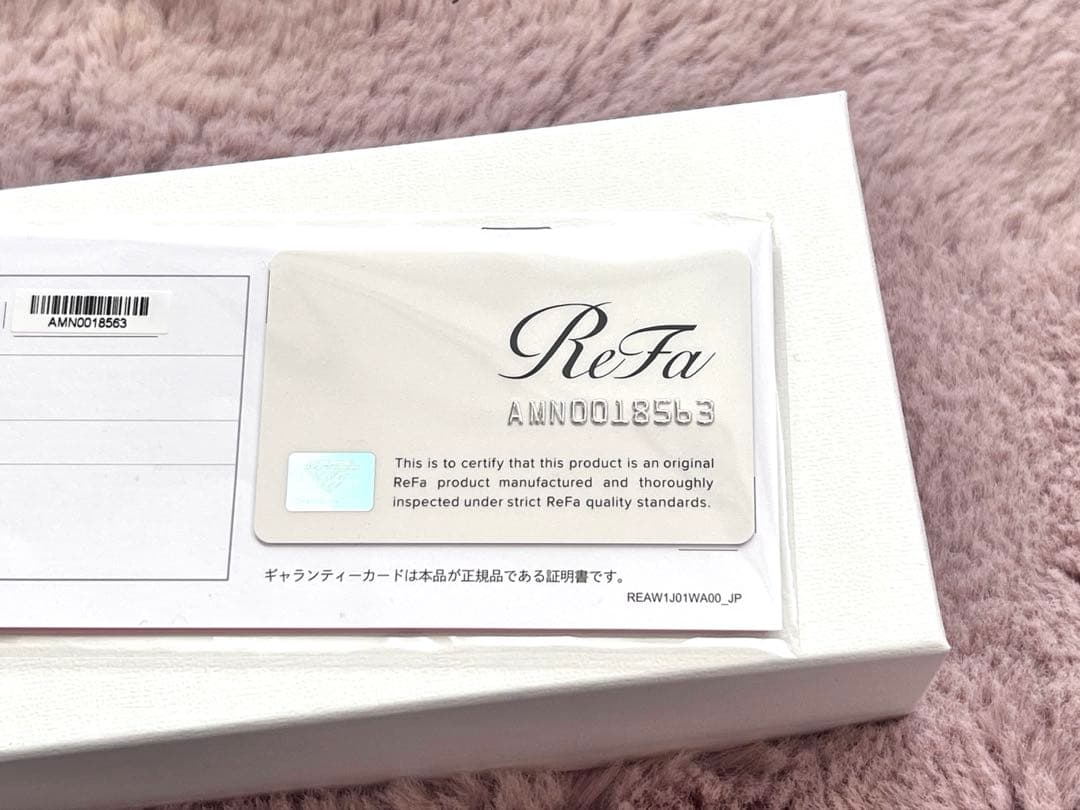 AMN0018563
ReFa
AMN0018563
This is to certify that this product is an original
ReFa product manufactured and thoroughly
inspected under strict ReFa quality standards.
ギャランティーカードは本品が正規品である証明書です。
REAW1J01WA00_JP